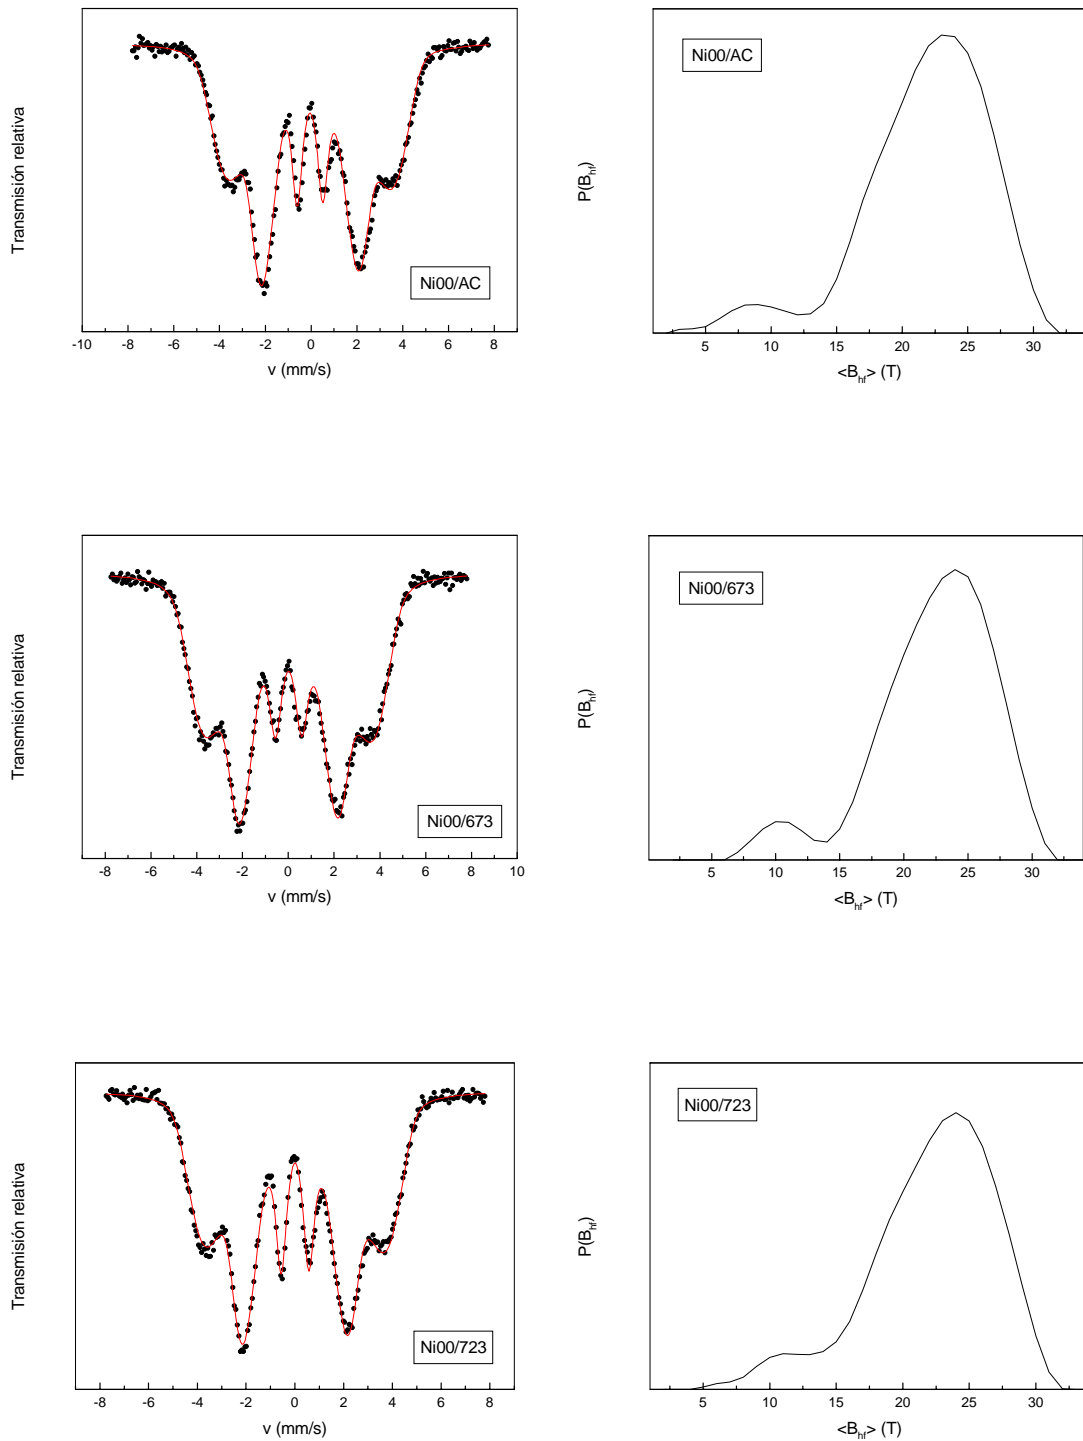 Transmisión relativa
Ni00/AC
-10 -8 -6 -4 -2 0 2 4 6 8
v (mm/s)
P(B_hf)
Ni00/AC
5 10 15 20 25 30
<B_hf> (T)
Transmisión relativa
Ni00/673
-8 -6 -4 -2 0 2 4 6 8 10
v (mm/s)
P(B_hf)
Ni00/673
5 10 15 20 25 30
<B_hf> (T)
Transmisión relativa
Ni00/723
-8 -6 -4 -2 0 2 4 6 8
v (mm/s)
P(B_hf)
Ni00/723
5 10 15 20 25 30
<B_hf> (T)